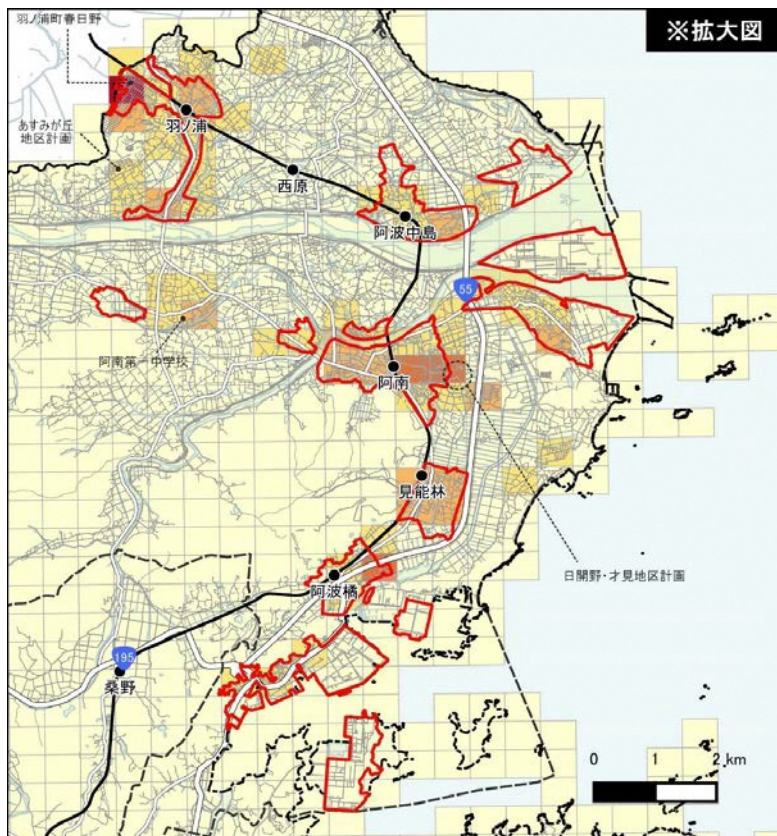 羽ノ浦町春日野
※拡大図
あすみが丘
地区計画
羽ノ浦
西原
阿波中島
55
阿南第一中学校
阿南
見能林
日開野・才見地区計画
阿波橘
195
桑野
0 1 2 km